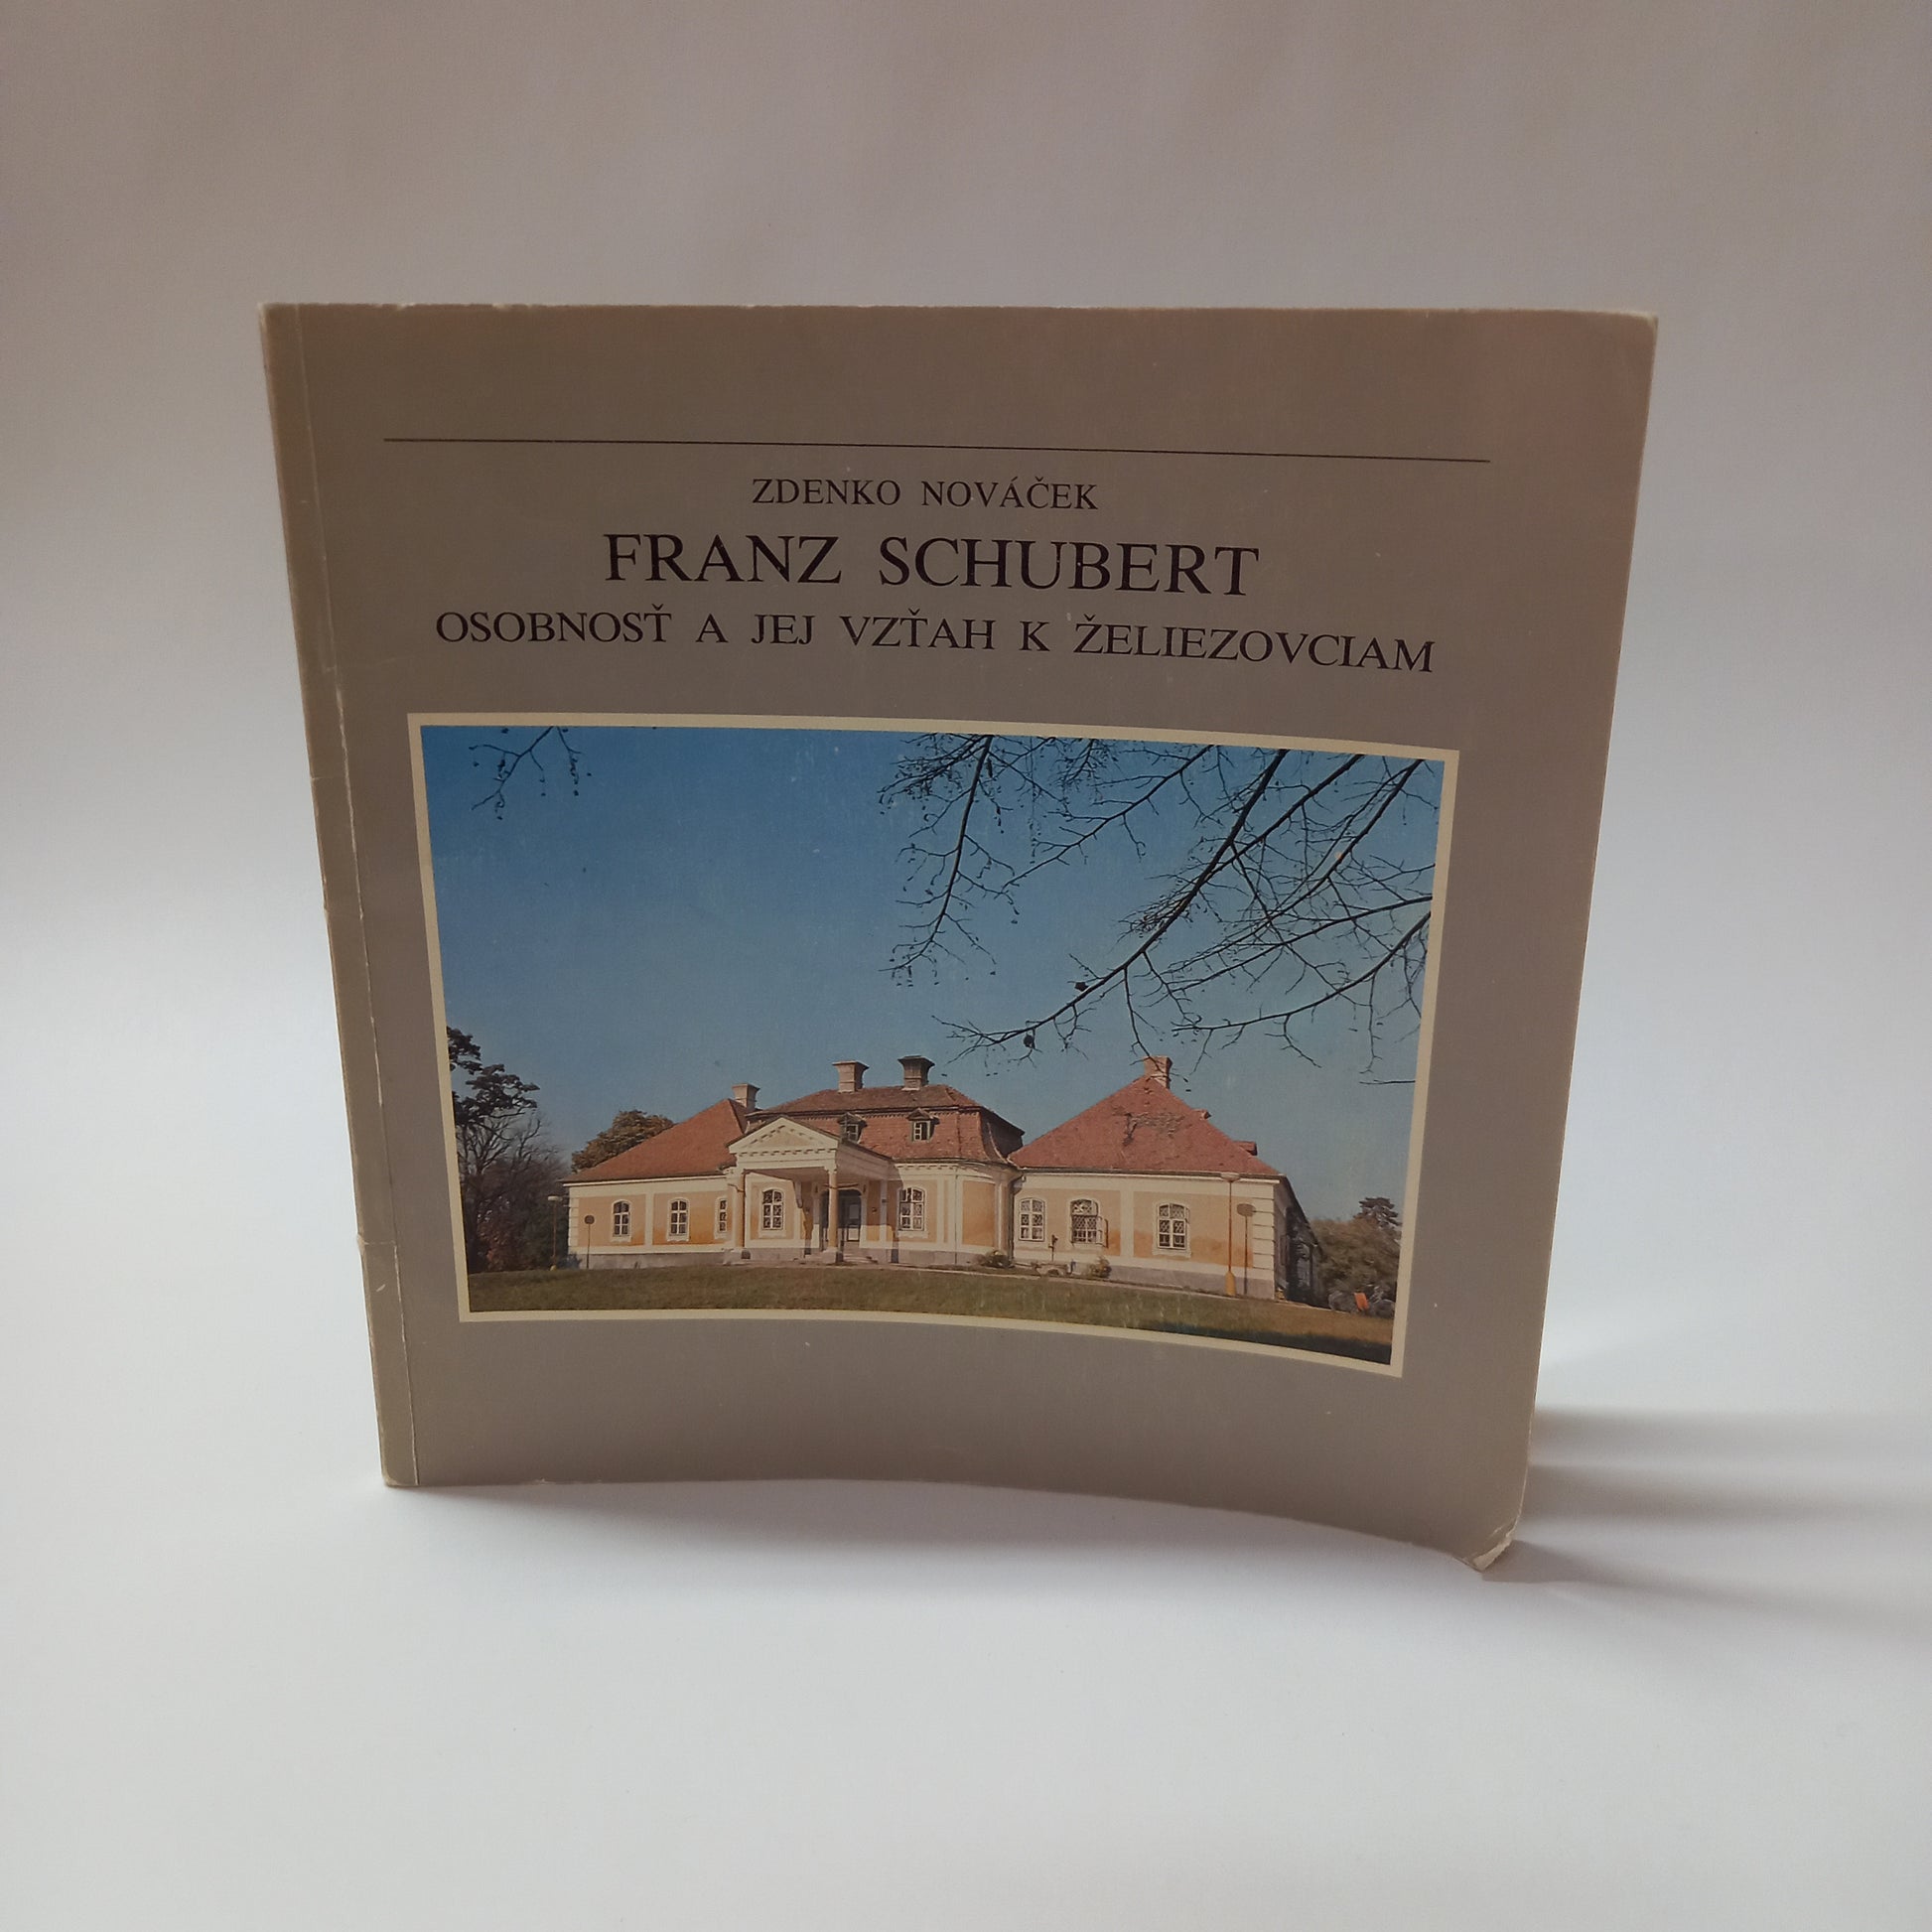 ZDENKO NOVÁČEK
FRANZ SCHUBERT
OSOBNOSŤ A JEJ VZŤAH K ŽELIEZOVCIAM